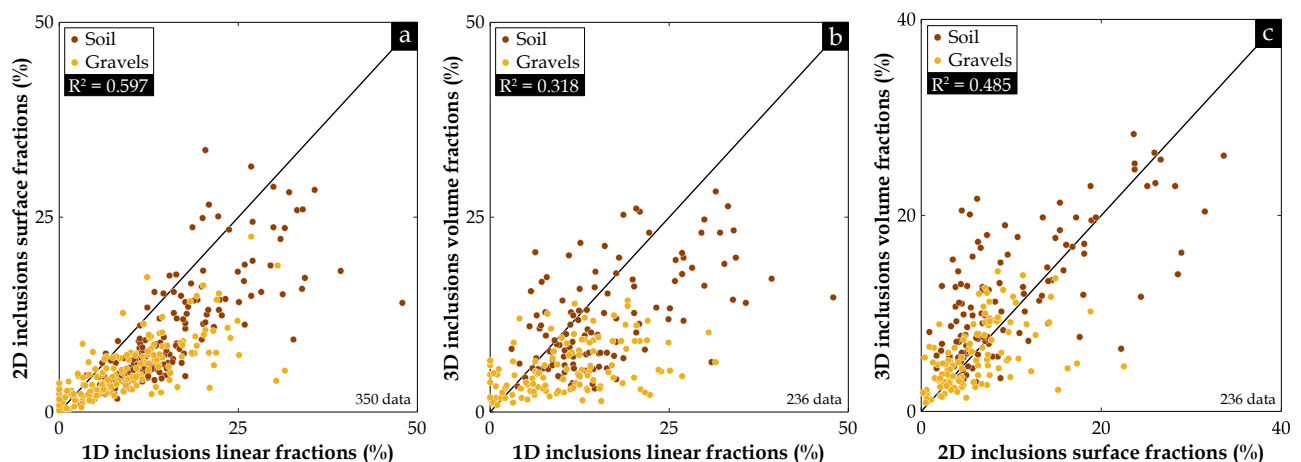 50
a
Soil
Gravels
R² = 0.597
2D inclusions surface fractions (%)
25
350 data
0
0
25
50
1D inclusions linear fractions (%)
50
b
Soil
Gravels
R² = 0.318
3D inclusions volume fractions (%)
25
236 data
0
0
25
50
1D inclusions linear fractions (%)
40
c
Soil
Gravels
R² = 0.485
3D inclusions volume fractions (%)
20
236 data
0
0
20
40
2D inclusions surface fractions (%)